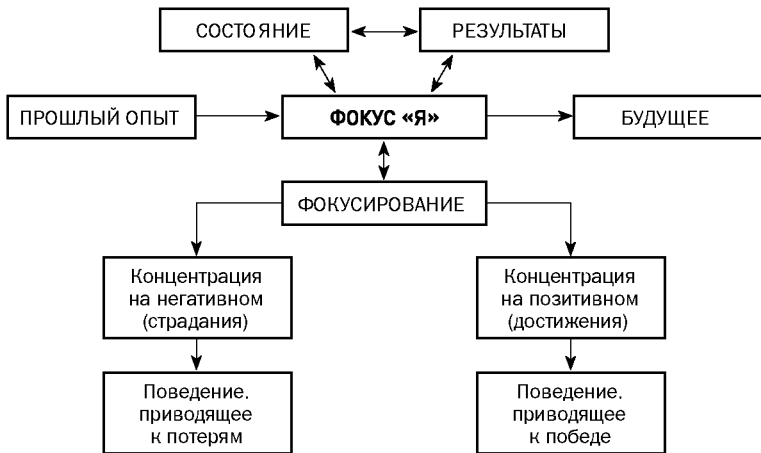 СОСТОЯНИЕ
РЕЗУЛЬТАТЫ
ПРОШЛЫЙ ОПЫТ
ФОКУС «Я»
БУДУЩЕЕ
ФОКУСИРОВАНИЕ
Концентрация
на негативном
(страдания)
Концентрация
на позитивном
(достижения)
Поведение,
приводящее
к потерям
Поведение,
приводящее
к победе